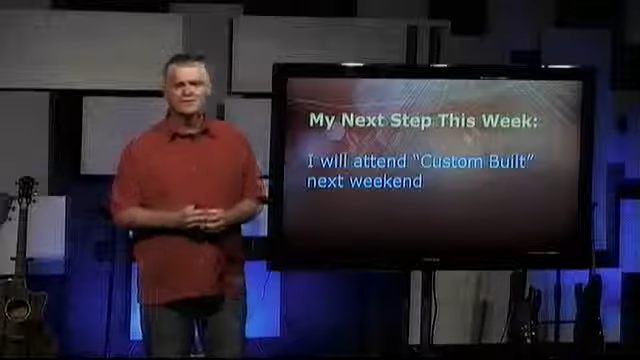 My Next Step This Week:
I will attend "Custom Built"
next weekend